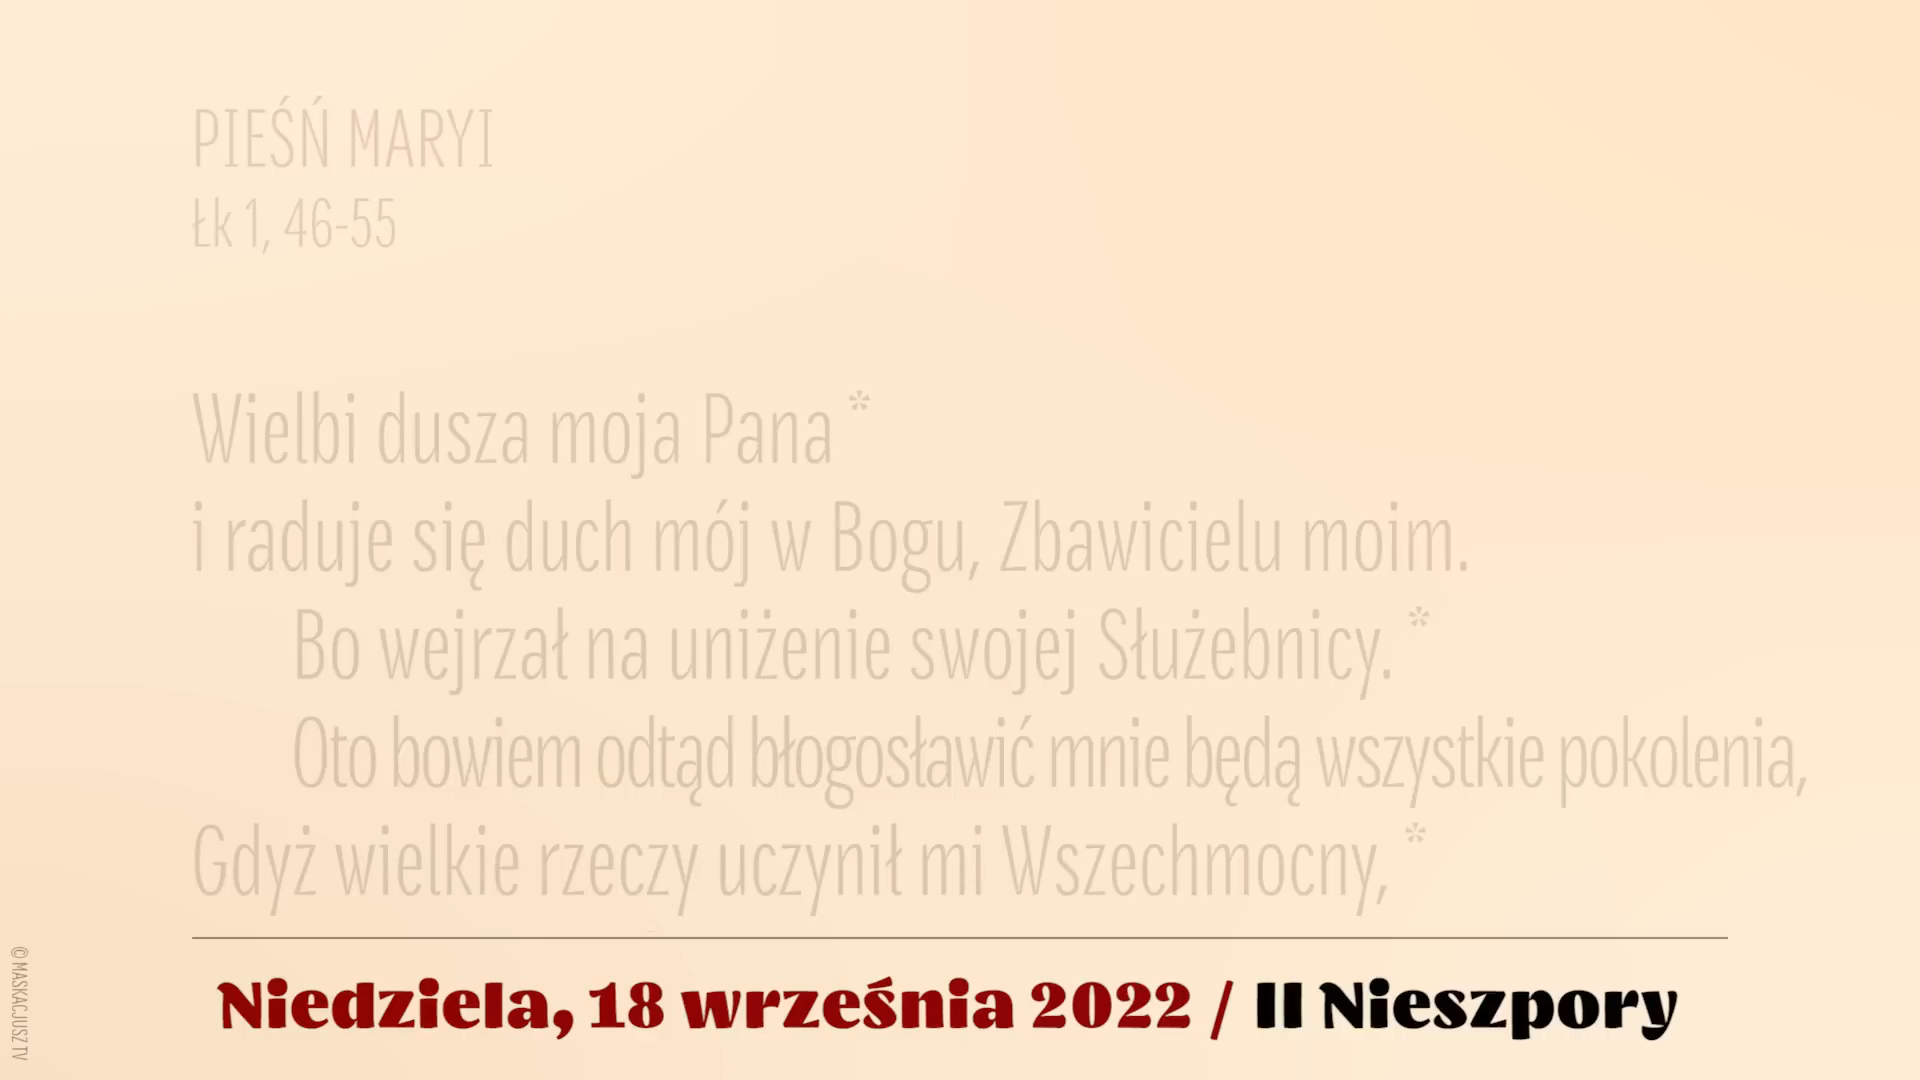 PIEŚŃ MARYI
Łk 1, 46-55
Wielbi dusza moja Pana *
i raduje się duch mój w Bogu, Zbawicielu moim.
Bo wejrzał na uniżenie swojej Służebnicy. *
Oto bowiem odtąd błogosławić mnie będą wszystkie pokolenia,
Gdyż wielkie rzeczy uczynił mi Wszechmocny, *
Niedziela, 18 września 2022 / II Nieszpory
© MASKACJUSZ TV